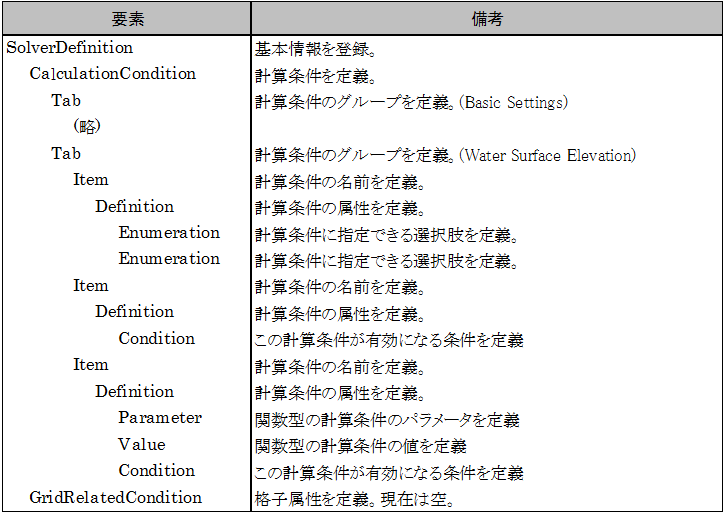 要素 備考
SolverDefinition 基本情報を登録。
CalculationCondition 計算条件を定義。
Tab 計算条件のグループを定義。(Basic Settings)
(略)
Tab 計算条件のグループを定義。(Water Surface Elevation)
Item 計算条件の名前を定義。
Definition 計算条件の属性を定義。
Enumeration 計算条件に指定できる選択肢を定義。
Enumeration 計算条件に指定できる選択肢を定義。
Item 計算条件の名前を定義。
Definition 計算条件の属性を定義。
Condition この計算条件が有効になる条件を定義
Item 計算条件の名前を定義。
Definition 計算条件の属性を定義。
Parameter 関数型の計算条件のパラメータを定義
Value 関数型の計算条件の値を定義
Condition この計算条件が有効になる条件を定義
GridRelatedCondition 格子属性を定義。現在は空。